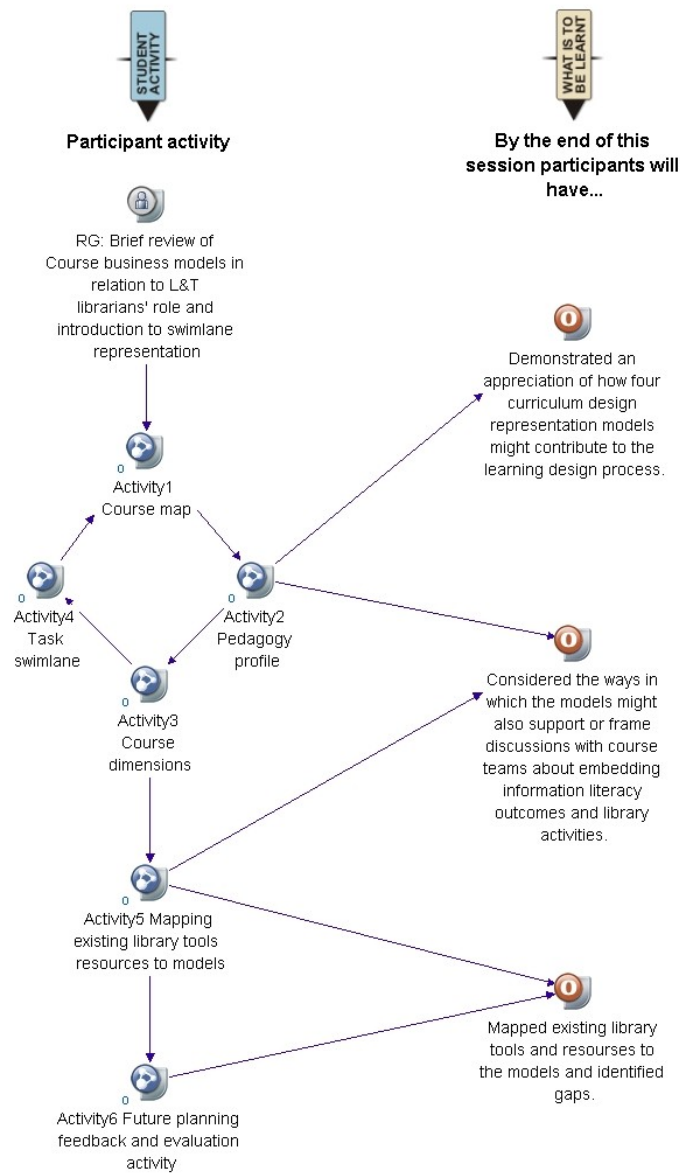 STUDENT
ACTIVITY
Participant activity
WHAT IS TO
BE LEARNT
By the end of this
session participants will
have...
RG: Brief review of
Course business models in
relation to L&T
librarians' role and
introduction to swimlane
representation
O
Demonstrated an
appreciation of how four
curriculum design
representation models
might contribute to the
learning design process.
0
Activity1
Course map
0
Activity4
Task
swimlane
0
Activity2
Pedagogy
profile
0
Activity3
Course
dimensions
O
Considered the ways in
which the models might
also support or frame
discussions with course
teams about embedding
information literacy
outcomes and library
activities.
0
Activity5 Mapping
existing library tools
resources to models
O
Mapped existing library
tools and resourses to
the models and identified
gaps.
0
Activity6 Future planning
feedback and evaluation
activity